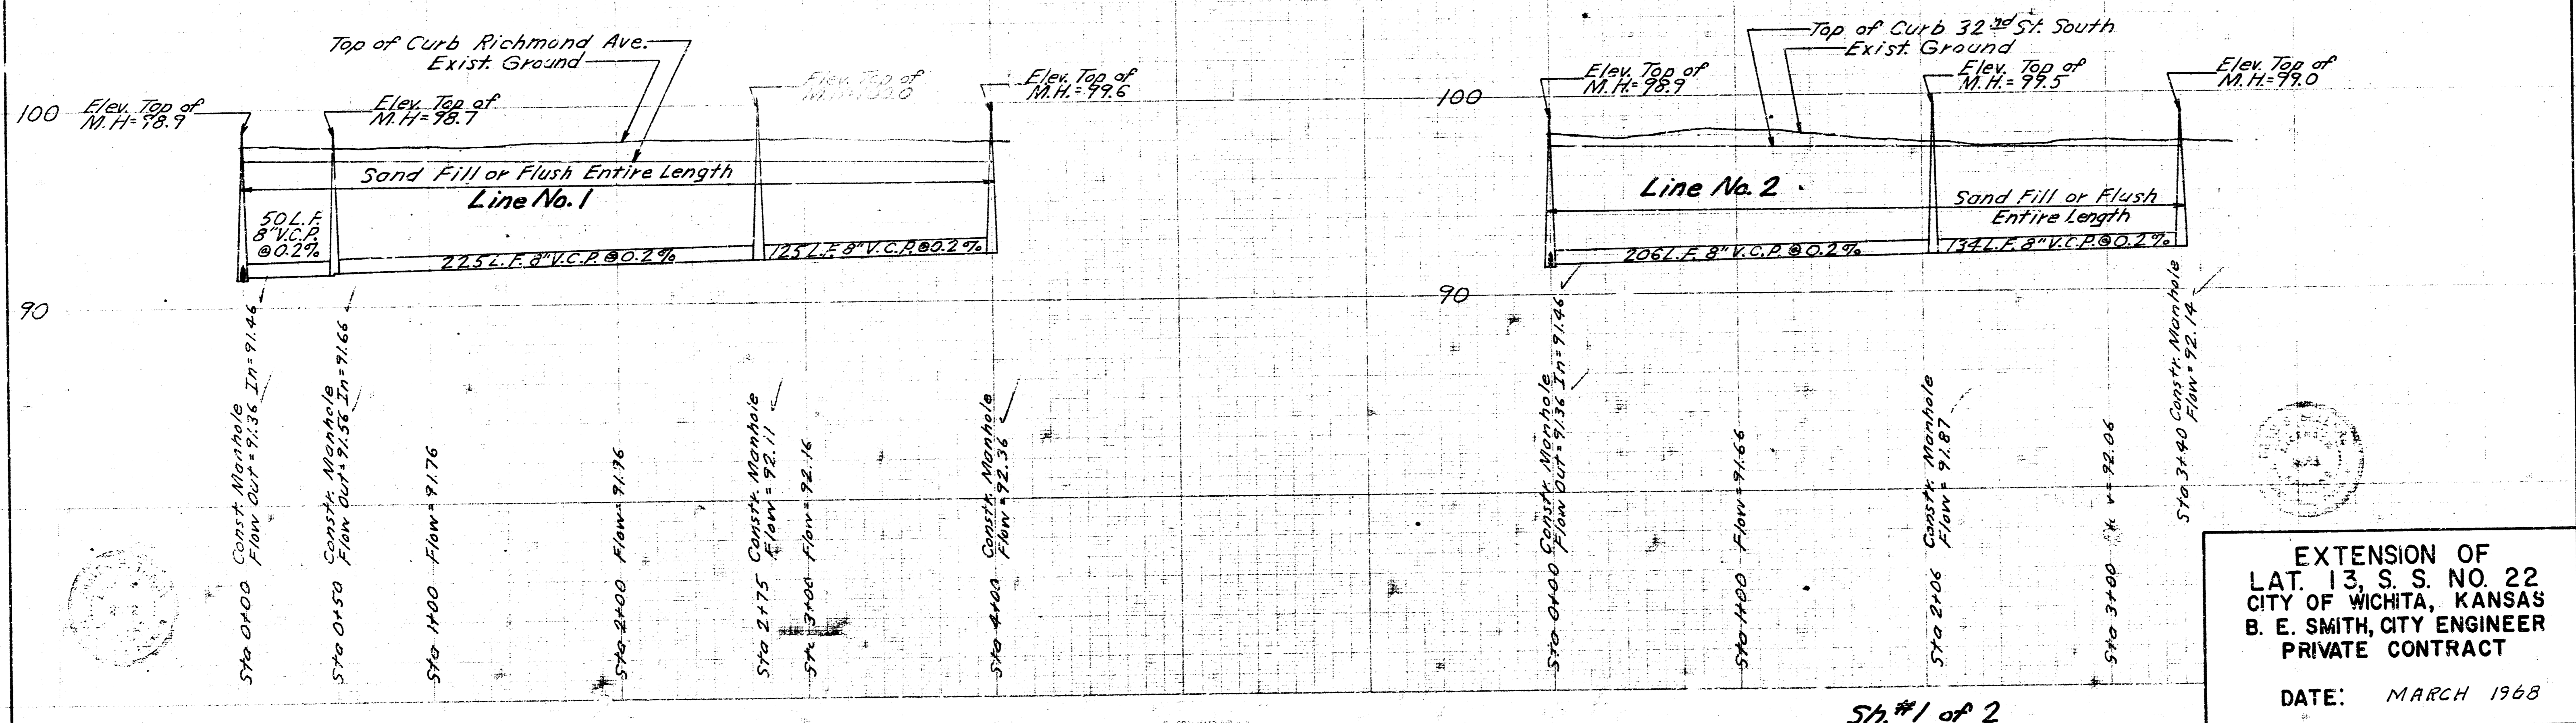 Top of Curb Richmond Ave.
Exist. Ground
100
Elev. Top of
M.H=98.9
Elev. Top of
M.H=98.7
Elev. Top of
Elev. Top of
M.H.=99.6
Sand Fill or Flush Entire Length
Line No. 1
50 L.F.
8" V.C.P.
@ 0.2%
225 L.F. 8" V.C.P. @ 0.2%
125 L.F. 8" V.C.P. @ 0.2%
90
Sta 0+00 Constr. Manhole
Flow Out = 91.36 In = 91.46
Sta 0+50 Constr. Manhole
Flow Out = 91.56 In = 91.66
Sta 1+00 Flow = 91.76
Sta 2+00 Flow = 91.96
Sta 2+75 Constr. Manhole
Flow = 92.11
Sta 3+00 Flow = 92.16
Sta 4+00 Constr. Manhole
Flow = 92.36
Top of Curb 32nd St. South
Exist. Ground
100
Elev. Top of
M.H.=98.9
Elev. Top of
M.H.=99.5
Elev. Top of
M.H.=99.0
Line No. 2
Sand Fill or Flush
Entire Length
206 L.F. 8" V.C.P. @ 0.2%
134 L.F. 8" V.C.P. @ 0.2%
90
Sta 0+00 Constr. Manhole
Flow Out = 91.36 In = 91.46
Sta 1+00 Flow = 91.66
Sta 2+06 Constr. Manhole
Flow = 91.87
Sta 3+00 = 92.06
Sta 3+40 Constr. Manhole
Flow = 92.14
EXTENSION OF
LAT. 13, S. S. NO. 22
CITY OF WICHITA, KANSAS
B. E. SMITH, CITY ENGINEER
PRIVATE CONTRACT
DATE: MARCH 1968
Sh. #1 of 2